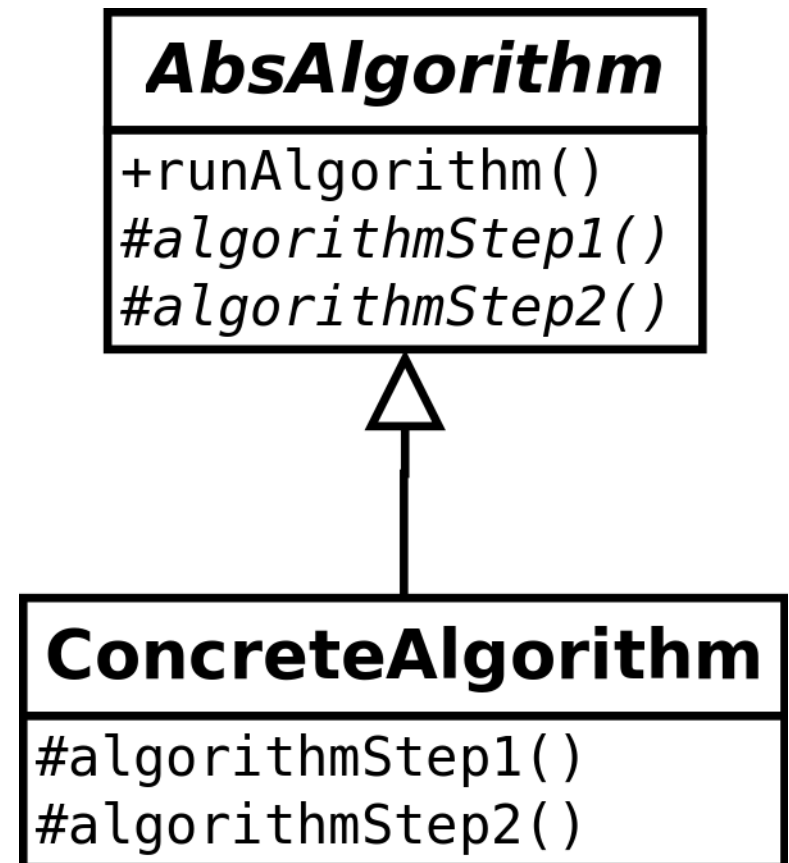 AbsAlgorithm
+runAlgorithm()
#algorithmStep1()
#algorithmStep2()
ConcreteAlgorithm
#algorithmStep1()
#algorithmStep2()